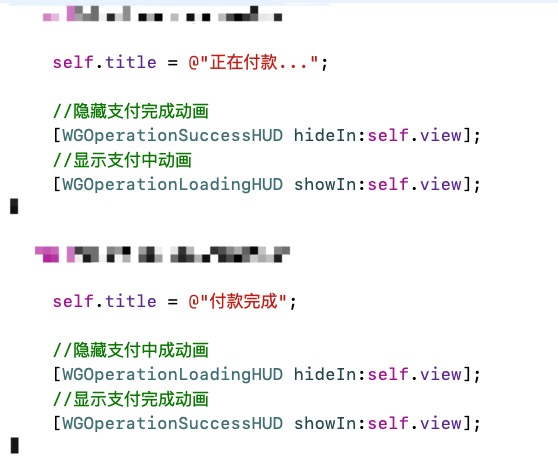 self.title = @"正在付款...";
//隐藏支付完成动画
[WGOperationSuccessHUD hideIn:self.view];
//显示支付中动画
[WGOperationLoadingHUD showIn:self.view];
self.title = @"付款完成";
//隐藏支付中成动画
[WGOperationLoadingHUD hideIn:self.view];
//显示支付完成动画
[WGOperationSuccessHUD showIn:self.view];